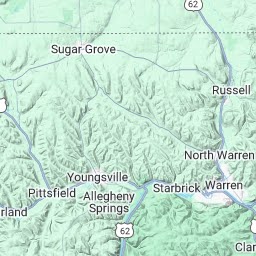 62
Sugar Grove
Russell
North Warren
Youngsville
Pittsfield
Allegheny
Springs
Starbrick
Warren
rland
62
Clar